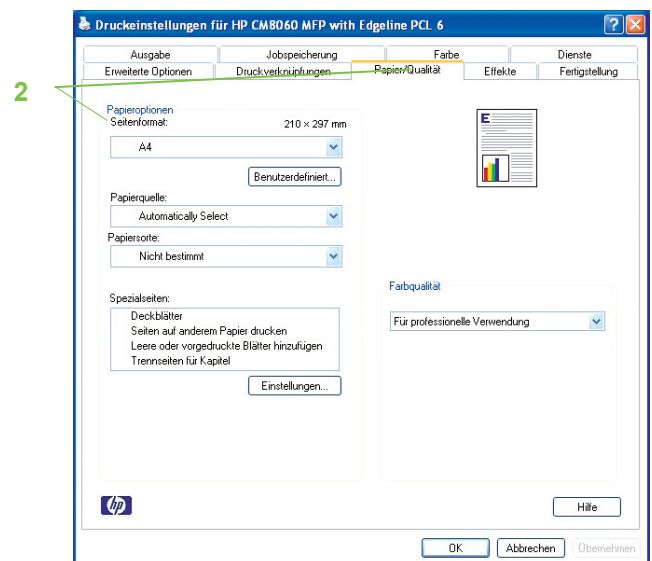 Druckeinstellungen für HP CM8060 MFP with Edgeline PCL 6
Ausgabe Jobspeicherung Farbe Dienste
Erweiterte Optionen Druckverknüpfungen Papier/Qualität Effekte Fertigstellung
2
Papieroptionen
Seitenformat: 210 × 297 mm
A4
Benutzerdefiniert...
Papierquelle:
Automatically Select
Papiersorte:
Nicht bestimmt
Spezialseiten:
Deckblätter
Seiten auf anderem Papier drucken
Leere oder vorgedruckte Blätter hinzufügen
Trennseiten für Kapitel
Einstellungen...
E
Farbqualität
Für professionelle Verwendung
hp
Hilfe
OK Abbrechen Übernehmen